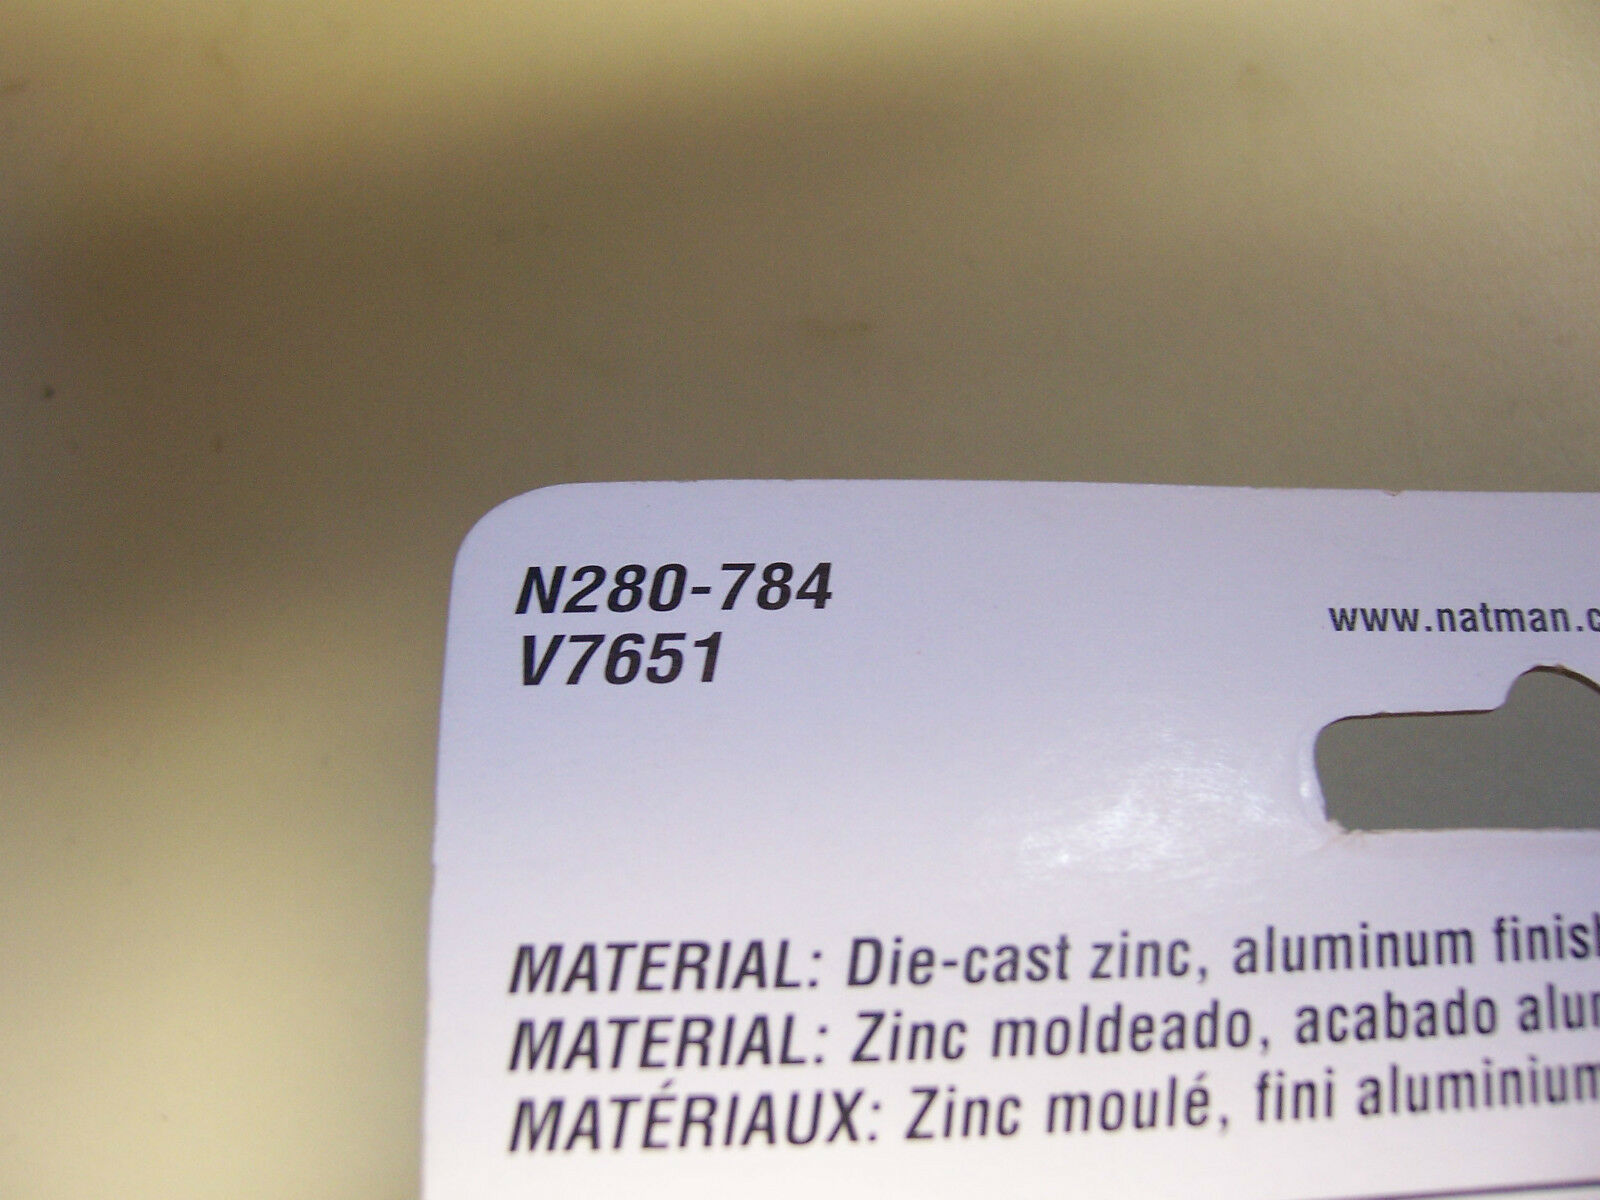 N280-784
V7651
www.natman.c
MATERIAL: Die-cast zinc, aluminum finish
MATERIAL: Zinc moldeado, acabado alu
MATÉRIAUX: Zinc moulé, fini aluminium